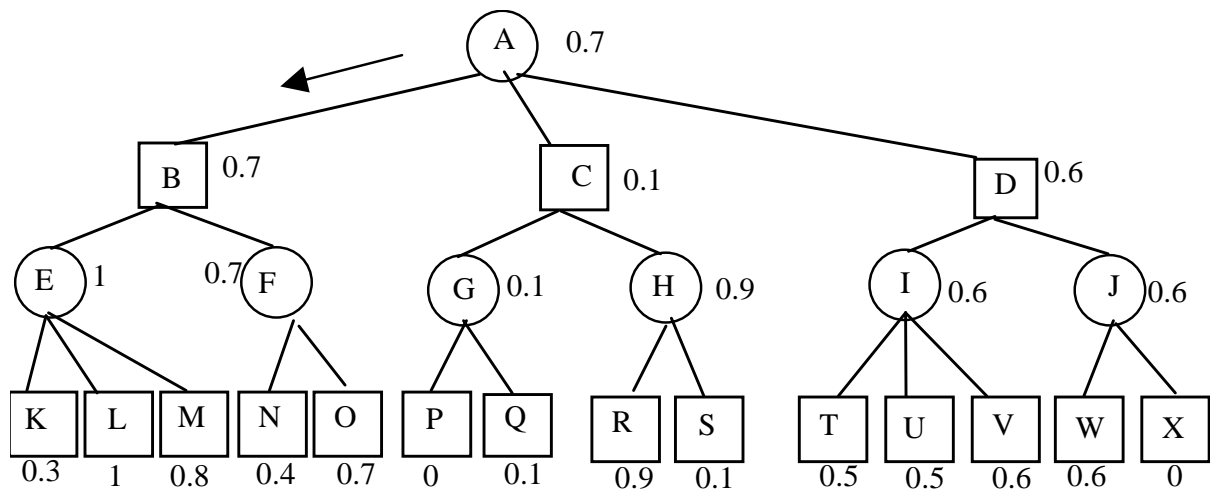 A 0.7
B 0.7 C 0.1 D 0.6
E 1 0.7 F G 0.1 H 0.9 I 0.6 J 0.6
K L M N O P Q R S T U V W X
0.3 1 0.8 0.4 0.7 0 0.1 0.9 0.1 0.5 0.5 0.6 0.6 0